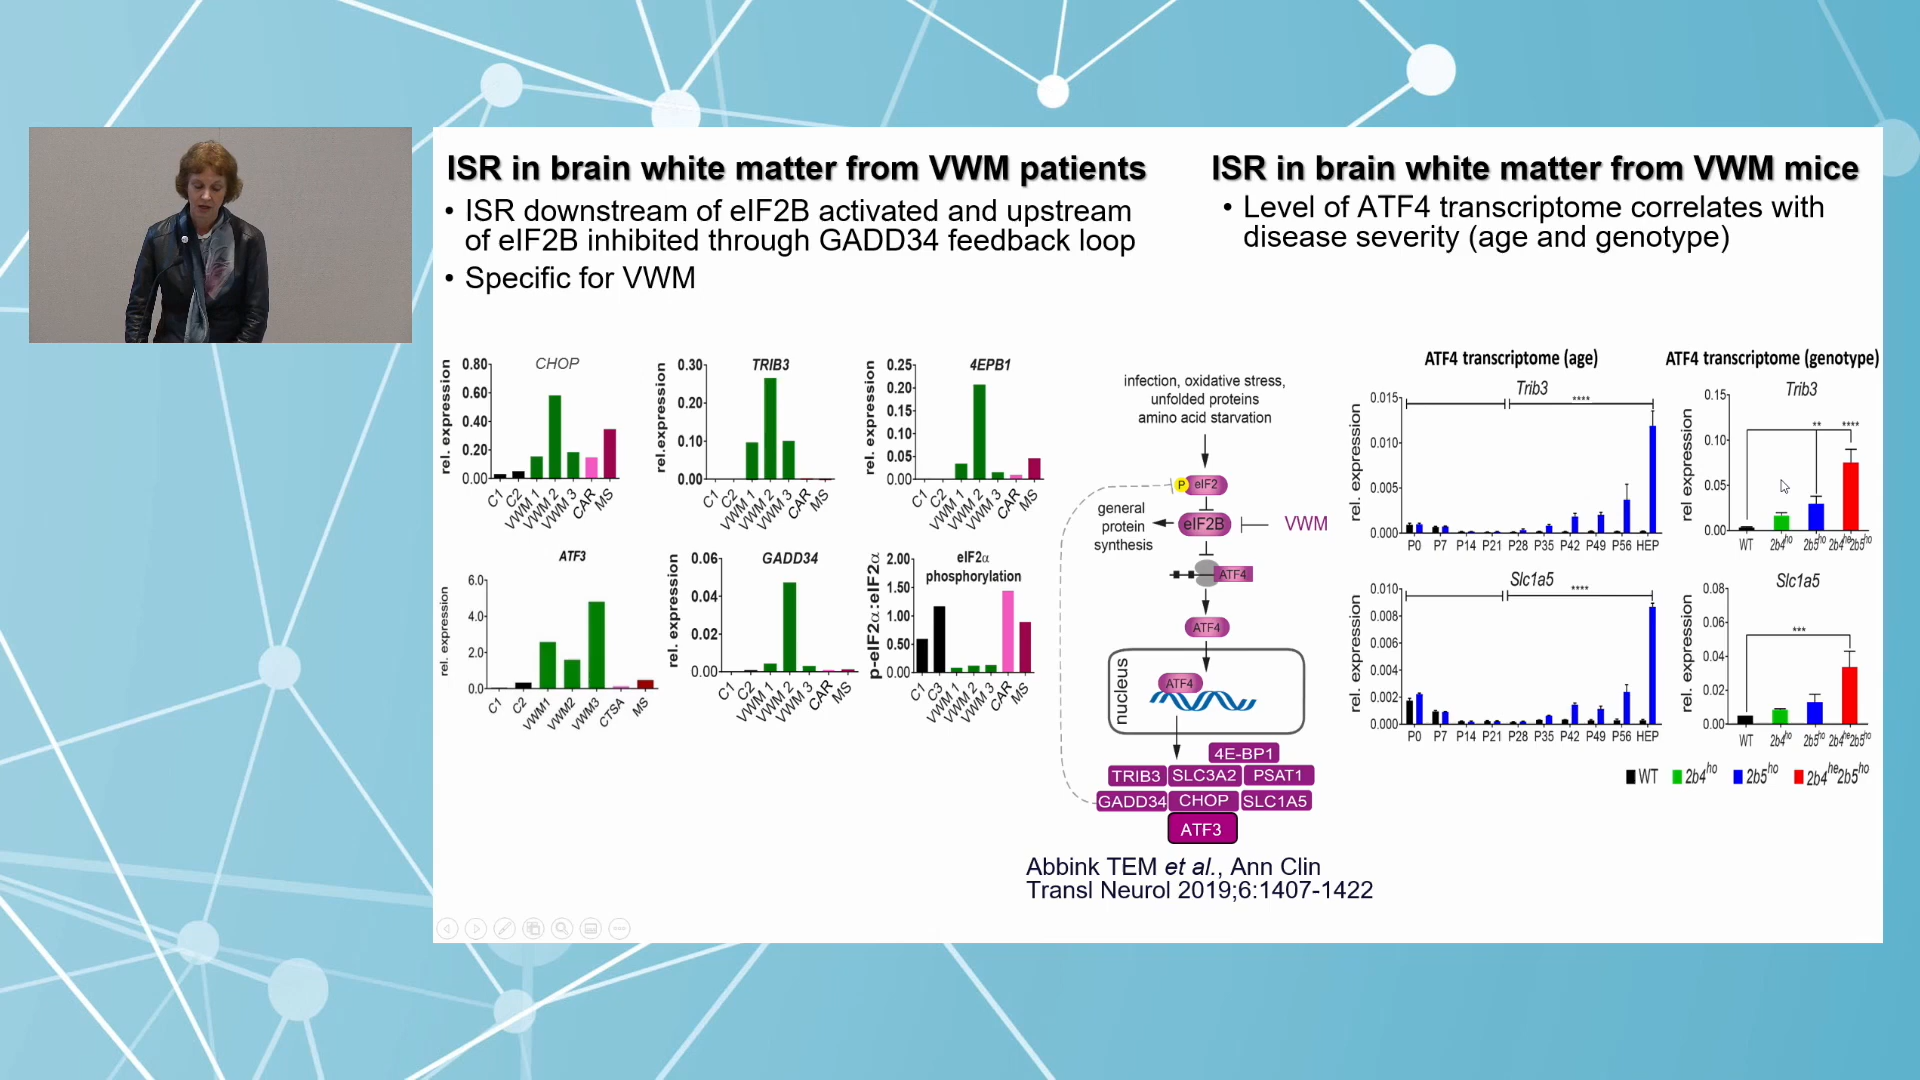 ISR in brain white matter from VWM patients
• ISR downstream of eIF2B activated and upstream
of eIF2B inhibited through GADD34 feedback loop
• Specific for VWM
ISR in brain white matter from VWM mice
• Level of ATF4 transcriptome correlates with
disease severity (age and genotype)
CHOP
rel. expression
0.80
0.60
0.40
0.20
0.00
C1
C2
VWM 1
VWM 2
VWM 3
CAR
MS
TRIB3
rel.expression
0.30
0.20
0.10
0.00
C1
C2
VWM 1
VWM 2
VWM 3
CAR
MS
4EPB1
rel. expression
0.25
0.20
0.15
0.10
0.05
0.00
C1
C2
VWM 1
VWM 2
VWM 3
CAR
MS
ATF3
rel. expression
6.0
4.0
2.0
0.0
C1
C2
VWM1
VWM2
VWM3
CTSA
MS
GADD34
rel. expression
0.06
0.04
0.02
0.00
C1
C2
VWM 1
VWM 2
VWM 3
CAR
MS
eIF2α
phosphorylation
p-eIF2α:eIF2α
2.00
1.50
1.00
0.50
0.00
C1
C3
VWM 1
VWM 2
VWM 3
CAR
MS
infection, oxidative stress,
unfolded proteins
amino acid starvation
P eIF2
general
protein
synthesis
eIF2B
VWM
ATF4
ATF4
nucleus
ATF4
4E-BP1
TRIB3 SLC3A2 PSAT1
GADD34 CHOP SLC1A5
ATF3
Abbink TEM et al., Ann Clin
Transl Neurol 2019;6:1407-1422
ATF4 transcriptome (age)
Trib3
****
rel. expression
0.015
0.010
0.005
0.000
P0 P7 P14 P21 P28 P35 P42 P49 P56 HEP
Slc1a5
****
rel. expression
0.010
0.008
0.006
0.004
0.002
0.000
P0 P7 P14 P21 P28 P35 P42 P49 P56 HEP
ATF4 transcriptome (genotype)
Trib3
** ****
rel expression
0.15
0.10
0.05
0.00
WT 2b4ho 2b5ho 2b4he2b5ho
Slc1a5
***
rel. expression
0.08
0.06
0.04
0.02
0.00
WT 2b4ho 2b5ho 2b4he2b5ho
WT 2b4ho 2b5ho 2b4he2b5ho